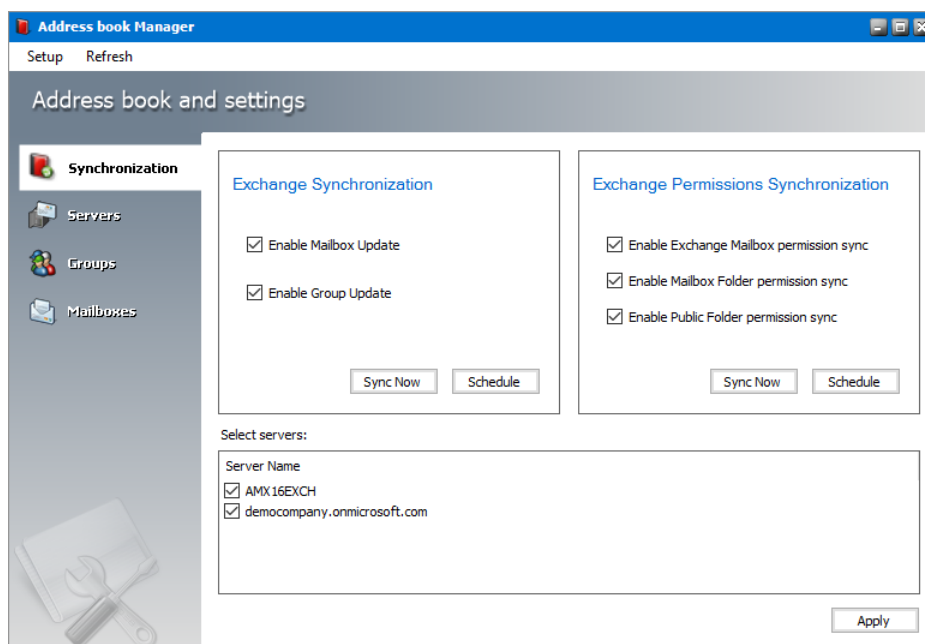 Address book Manager
Setup Refresh
Address book and settings
Synchronization
Servers
Groups
Mailboxes
Exchange Synchronization
Enable Mailbox Update
Enable Group Update
Sync Now Schedule
Exchange Permissions Synchronization
Enable Exchange Mailbox permission sync
Enable Mailbox Folder permission sync
Enable Public Folder permission sync
Sync Now Schedule
Select servers:
Server Name
AMX16EXCH
democompany.onmicrosoft.com
Apply